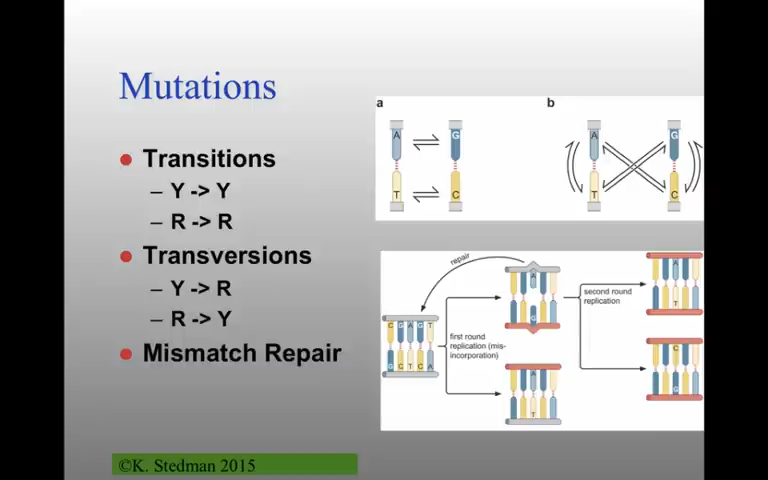 Mutations
● Transitions
– Y -> Y
– R -> R
● Transversions
– Y -> R
– R -> Y
● Mismatch Repair
©K. Stedman 2015
a
A G
T C
b
A G
T C
repair
C G A G T
G C T C A
first round
replication (mis-
incorporation)
A
G
A
T
second round
replication
A
T
C
G